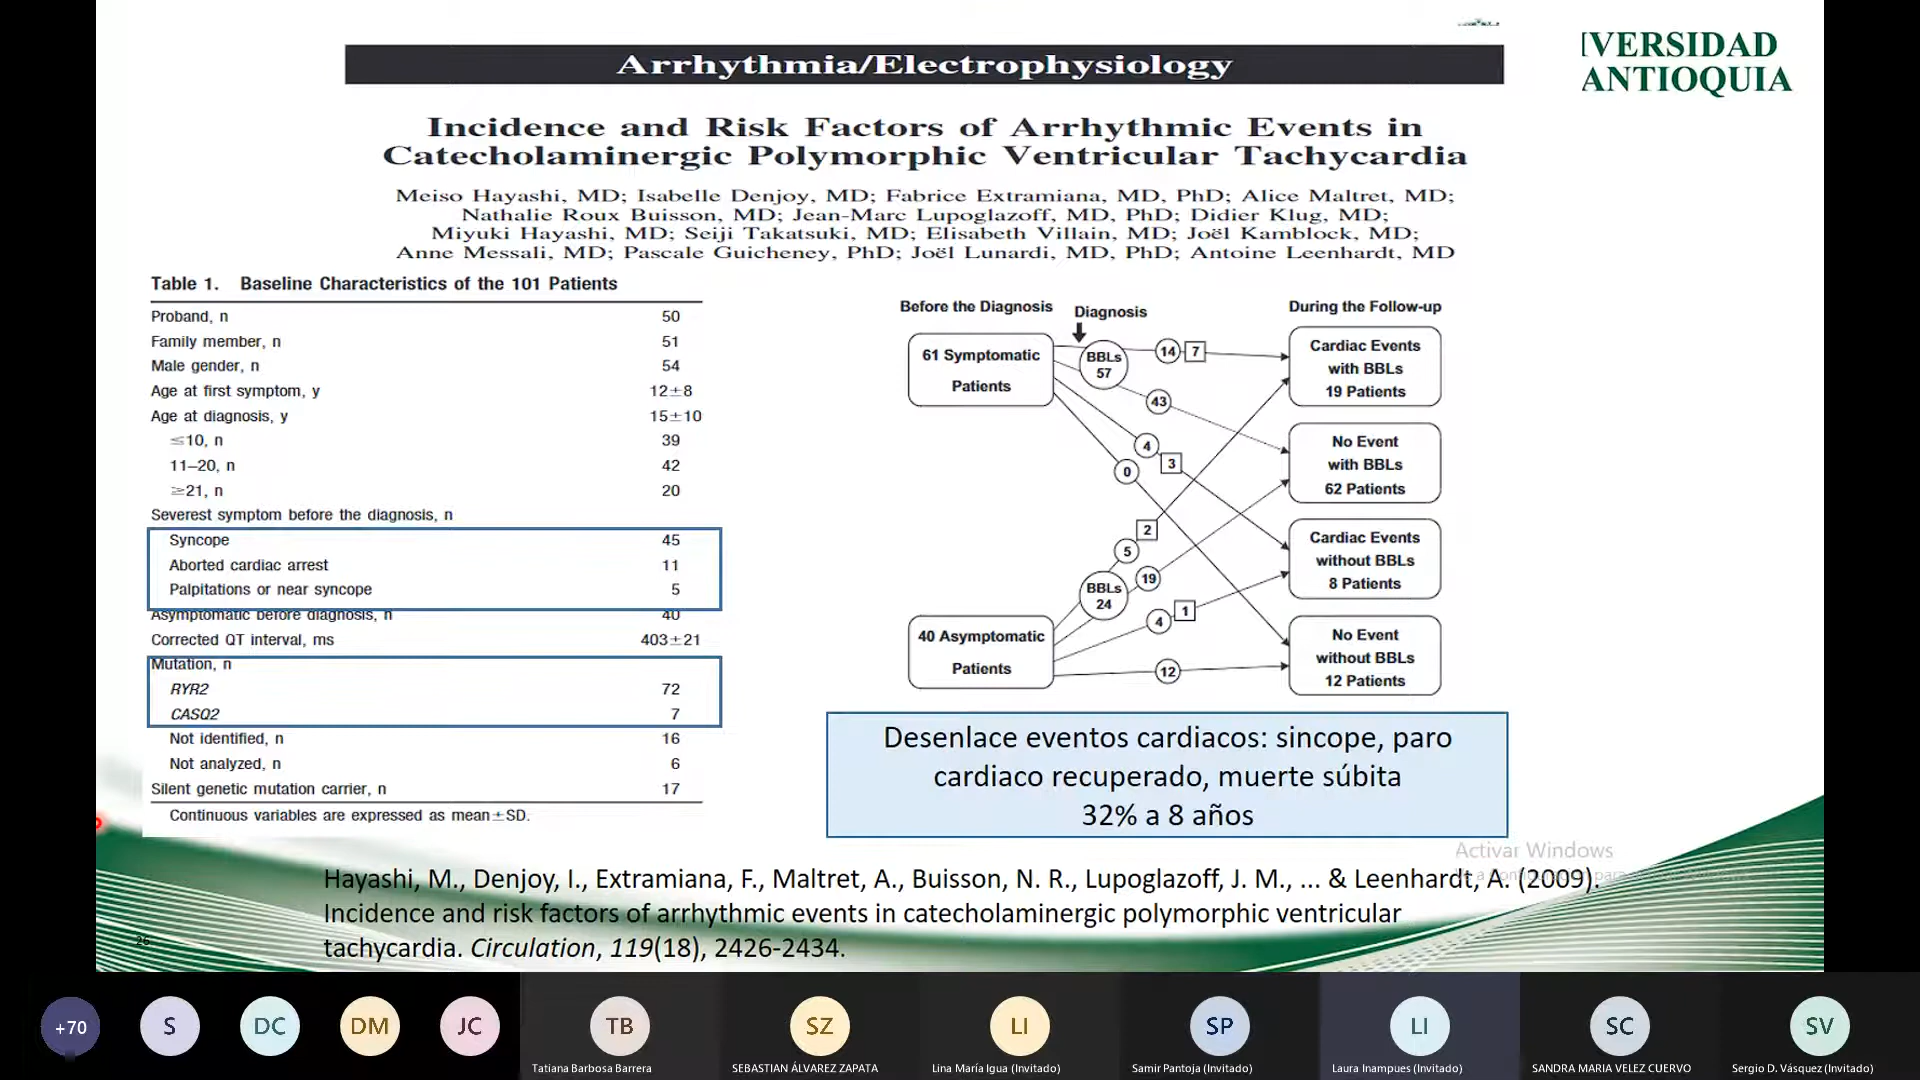 [VERSIDAD
ANTIOQUIA
Arrhythmia/Electrophysiology
Incidence and Risk Factors of Arrhythmic Events in
Catecholaminergic Polymorphic Ventricular Tachycardia
Meiso Hayashi, MD; Isabelle Denjoy, MD; Fabrice Extramiana, MD, PhD; Alice Maltret, MD;
Nathalie Roux Buisson, MD; Jean-Marc Lupoglazoff, MD, PhD; Didier Klug, MD;
Miyuki Hayashi, MD; Seiji Takatsuki, MD; Elisabeth Villain, MD; Joël Kamblock, MD;
Anne Messali, MD; Pascale Guicheney, PhD; Joël Lunardi, MD, PhD; Antoine Leenhardt, MD
Table 1. Baseline Characteristics of the 101 Patients
Proband, n 50
Family member, n 51
Male gender, n 54
Age at first symptom, y 12±8
Age at diagnosis, y 15±10
≤10, n 39
11–20, n 42
≥21, n 20
Severest symptom before the diagnosis, n
Syncope 45
Aborted cardiac arrest 11
Palpitations or near syncope 5
Asymptomatic before diagnosis, n 40
Corrected QT interval, ms 403±21
Mutation, n
RYR2 72
CASQ2 7
Not identified, n 16
Not analyzed, n 6
Silent genetic mutation carrier, n 17
Continuous variables are expressed as mean±SD.
Before the Diagnosis
Diagnosis
During the Follow-up
61 Symptomatic
Patients
BBLs
57
14 7
43
4
3
0
2
5
19
BBLs
24
4 1
12
40 Asymptomatic
Patients
Cardiac Events
with BBLs
19 Patients
No Event
with BBLs
62 Patients
Cardiac Events
without BBLs
8 Patients
No Event
without BBLs
12 Patients
Desenlace eventos cardiacos: sincope, paro
cardiaco recuperado, muerte súbita
32% a 8 años
Activar Windows
Hayashi, M., Denjoy, I., Extramiana, F., Maltret, A., Buisson, N. R., Lupoglazoff, J. M., ... & Leenhardt, A. (2009).
Incidence and risk factors of arrhythmic events in catecholaminergic polymorphic ventricular
tachycardia. Circulation, 119(18), 2426-2434.
26
+70
S
DC
DM
JC
TB
SZ
LI
SP
LI
SC
SV
Tatiana Barbosa Barrera
SEBASTIAN ÁLVAREZ ZAPATA
Lina María Igua (Invitado)
Samir Pantoja (Invitado)
Laura Inampues (Invitado)
SANDRA MARIA VELEZ CUERVO
Sergio D. Vásquez (Invitado)